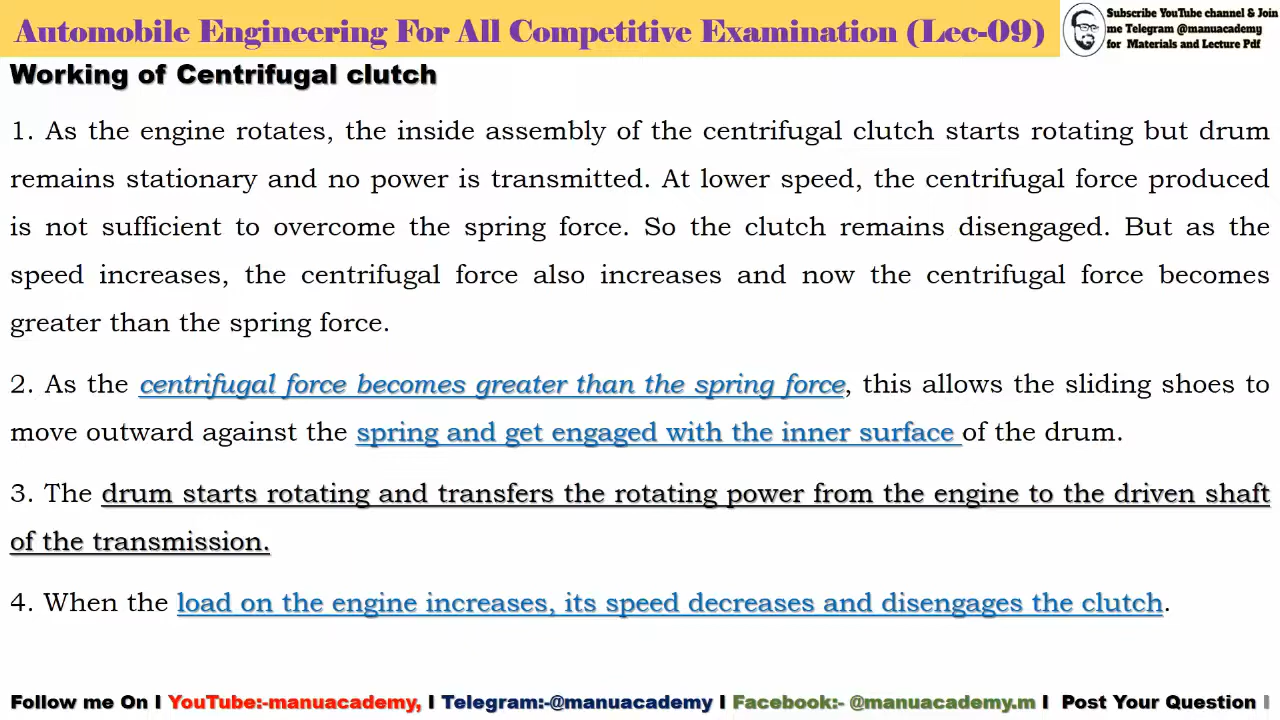 Automobile Engineering For All Competitive Examination (Lec-09)
Subscribe YouTube channel & Join
me Telegram @manuacademy
for Materials and Lecture Pdf
Working of Centrifugal clutch
1. As the engine rotates, the inside assembly of the centrifugal clutch starts rotating but drum
remains stationary and no power is transmitted. At lower speed, the centrifugal force produced
is not sufficient to overcome the spring force. So the clutch remains disengaged. But as the
speed increases, the centrifugal force also increases and now the centrifugal force becomes
greater than the spring force.
2. As the centrifugal force becomes greater than the spring force, this allows the sliding shoes to
move outward against the spring and get engaged with the inner surface of the drum.
3. The drum starts rotating and transfers the rotating power from the engine to the driven shaft
of the transmission.
4. When the load on the engine increases, its speed decreases and disengages the clutch.
Follow me On I YouTube:-manuacademy, I Telegram:-@manuacademy I Facebook:- @manuacademy.m I Post Your Question I